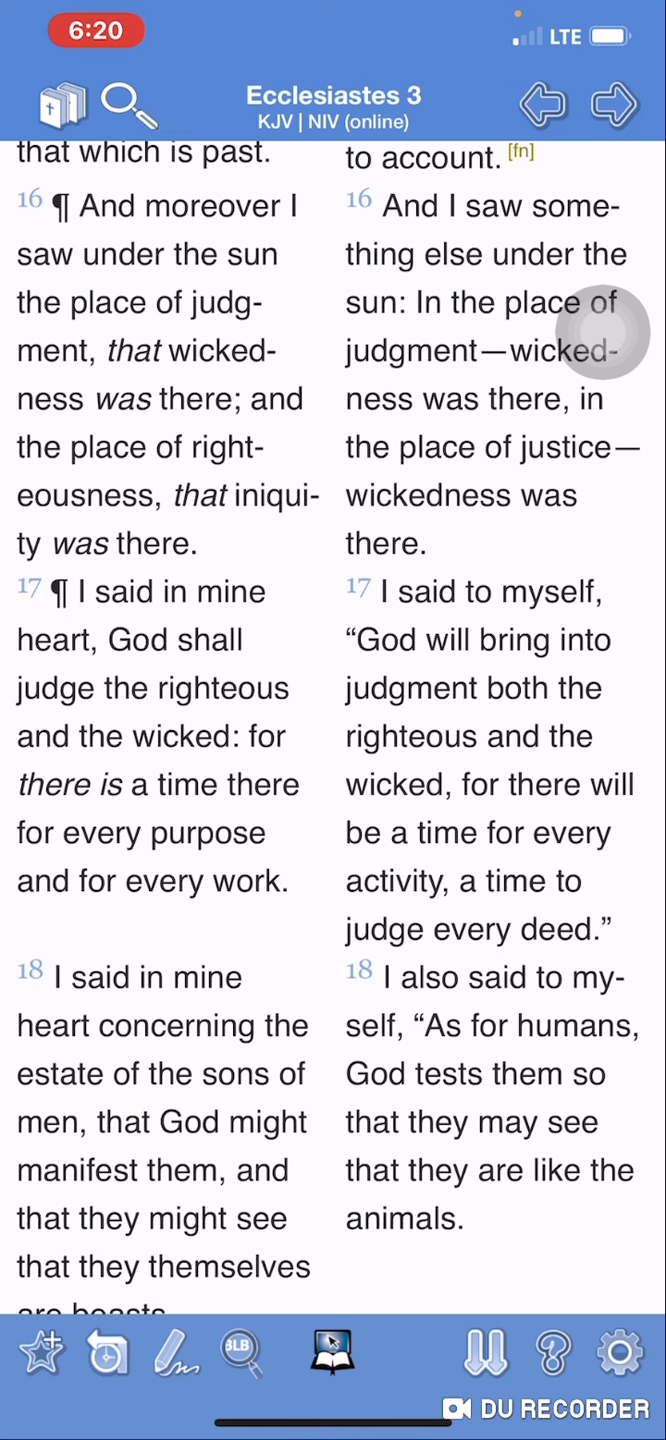 6:20
LTE
Ecclesiastes 3
KJV | NIV (online)
that which is past.
16 ¶ And moreover I
saw under the sun
the place of judg-
ment, that wicked-
ness was there; and
the place of right-
eousness, that iniqui-
ty was there.
17 ¶ I said in mine
heart, God shall
judge the righteous
and the wicked: for
there is a time there
for every purpose
and for every work.
18 I said in mine
heart concerning the
estate of the sons of
men, that God might
manifest them, and
that they might see
that they themselves
are beasts.
to account. [fn]
16 And I saw some-
thing else under the
sun: In the place of
judgment—wicked-
ness was there, in
the place of justice—
wickedness was
there.
17 I said to myself,
“God will bring into
judgment both the
righteous and the
wicked, for there will
be a time for every
activity, a time to
judge every deed.”
18 I also said to my-
self, “As for humans,
God tests them so
that they may see
that they are like the
animals.
BLB
DU RECORDER